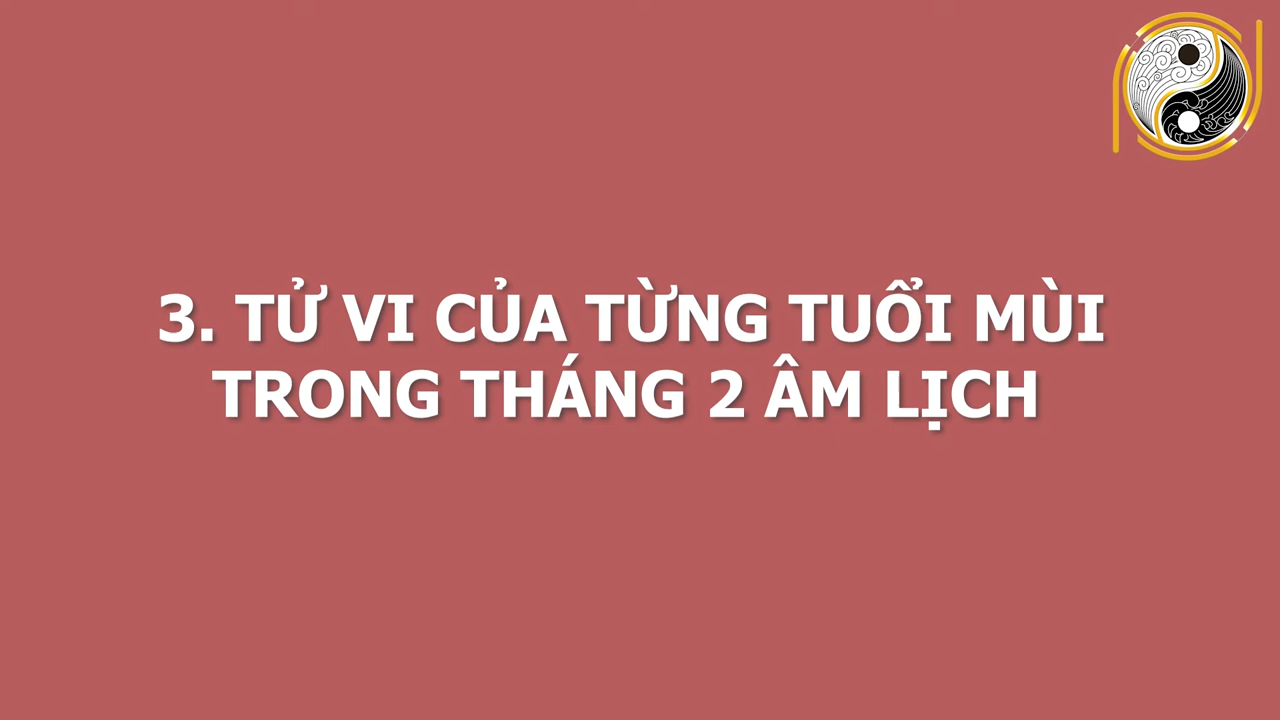 3. TỬ VI CỦA TỪNG TUỔI MÙI
TRONG THÁNG 2 ÂM LỊCH